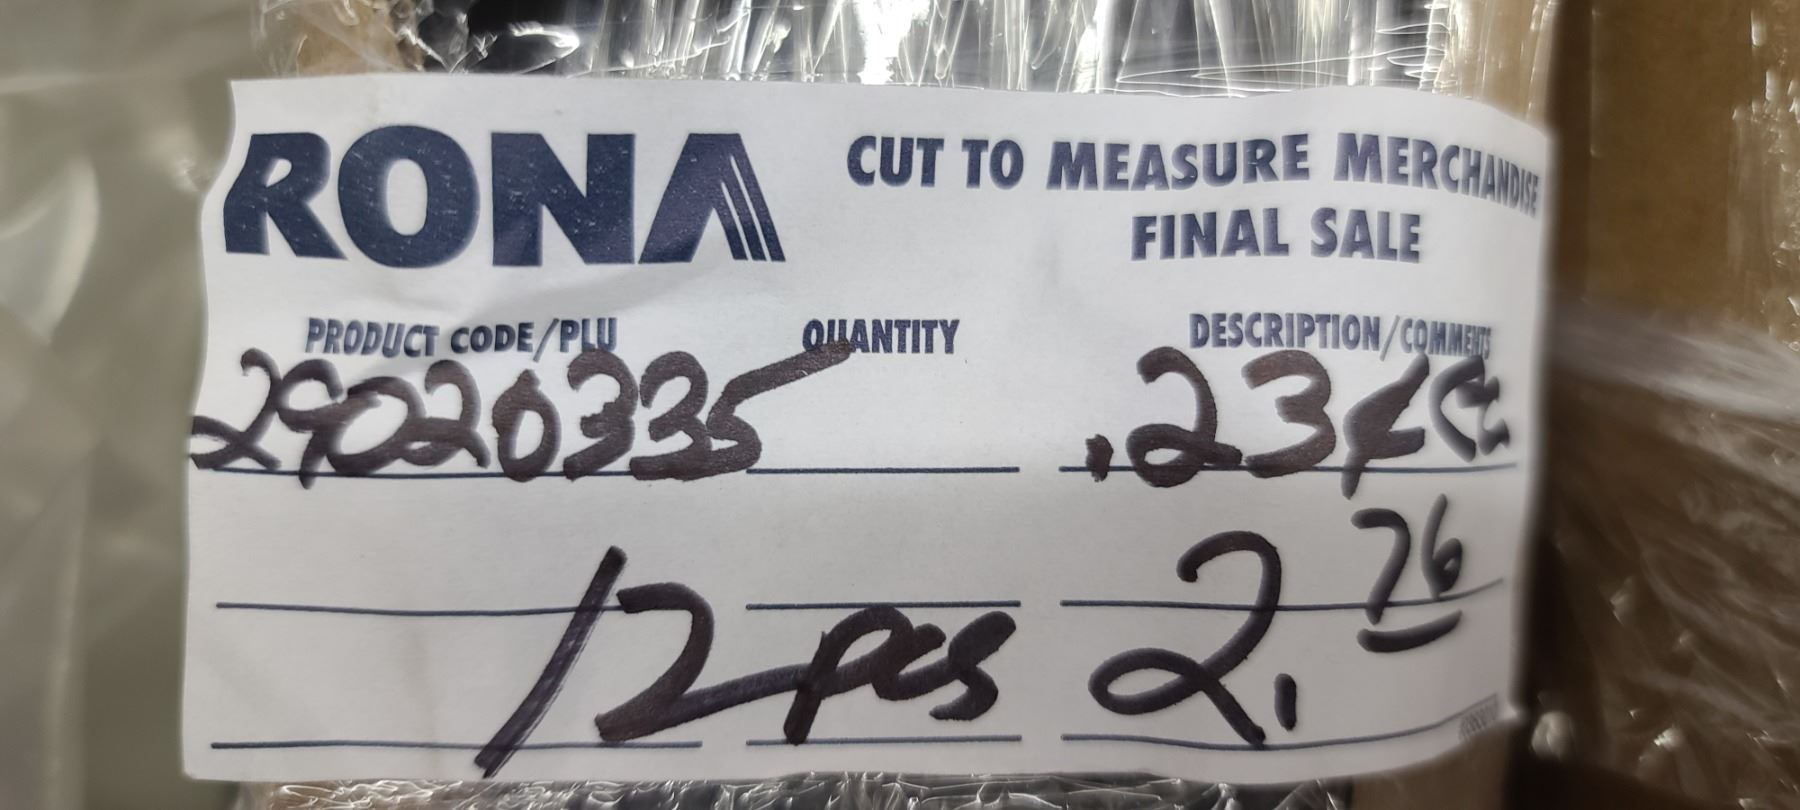 RONA
CUT TO MEASURE MERCHANDISE
FINAL SALE
PRODUCT CODE/PLU QUANTITY DESCRIPTION/COMMENTS
29020335 .23¢
12 pcs 2.76